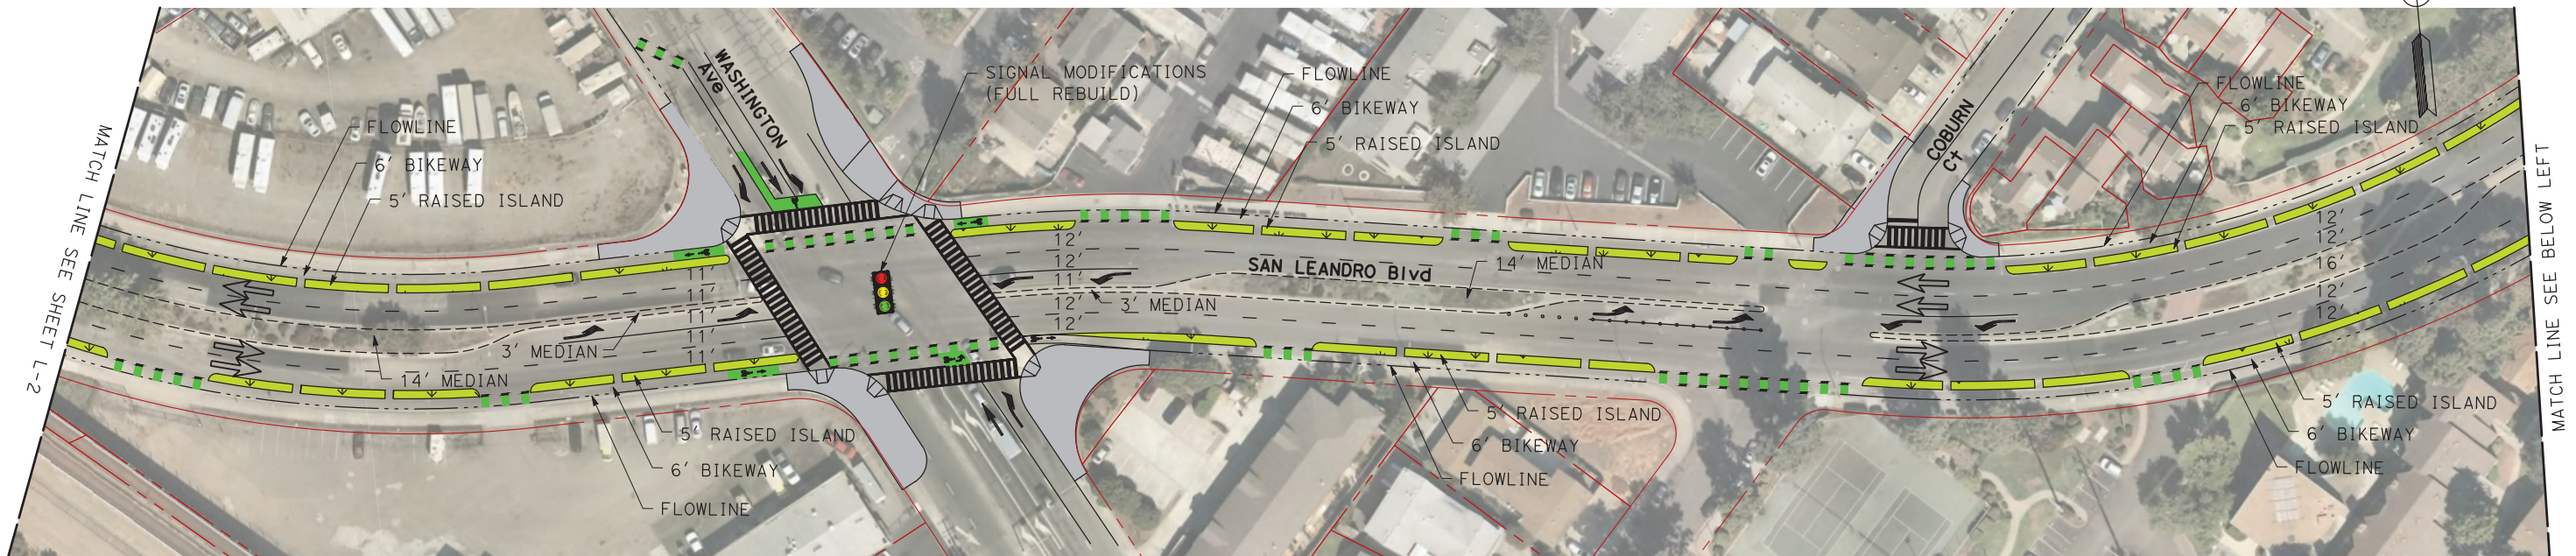 MATCH LINE SEE SHEET L-2
FLOWLINE
6' BIKEWAY
5' RAISED ISLAND
WASHINGTON
Ave
SIGNAL MODIFICATIONS
(FULL REBUILD)
FLOWLINE
6' BIKEWAY
5' RAISED ISLAND
COBURN
Ct
FLOWLINE
6' BIKEWAY
5' RAISED ISLAND
MATCH LINE SEE BELOW LEFT
11'
11'
11'
11'
11'
12'
12'
11'
12'
12'
SAN LEANDRO Blvd
14' MEDIAN
3' MEDIAN
12'
12'
16'
12'
12'
3' MEDIAN
14' MEDIAN
5' RAISED ISLAND
6' BIKEWAY
FLOWLINE
5' RAISED ISLAND
6' BIKEWAY
FLOWLINE
5' RAISED ISLAND
6' BIKEWAY
FLOWLINE